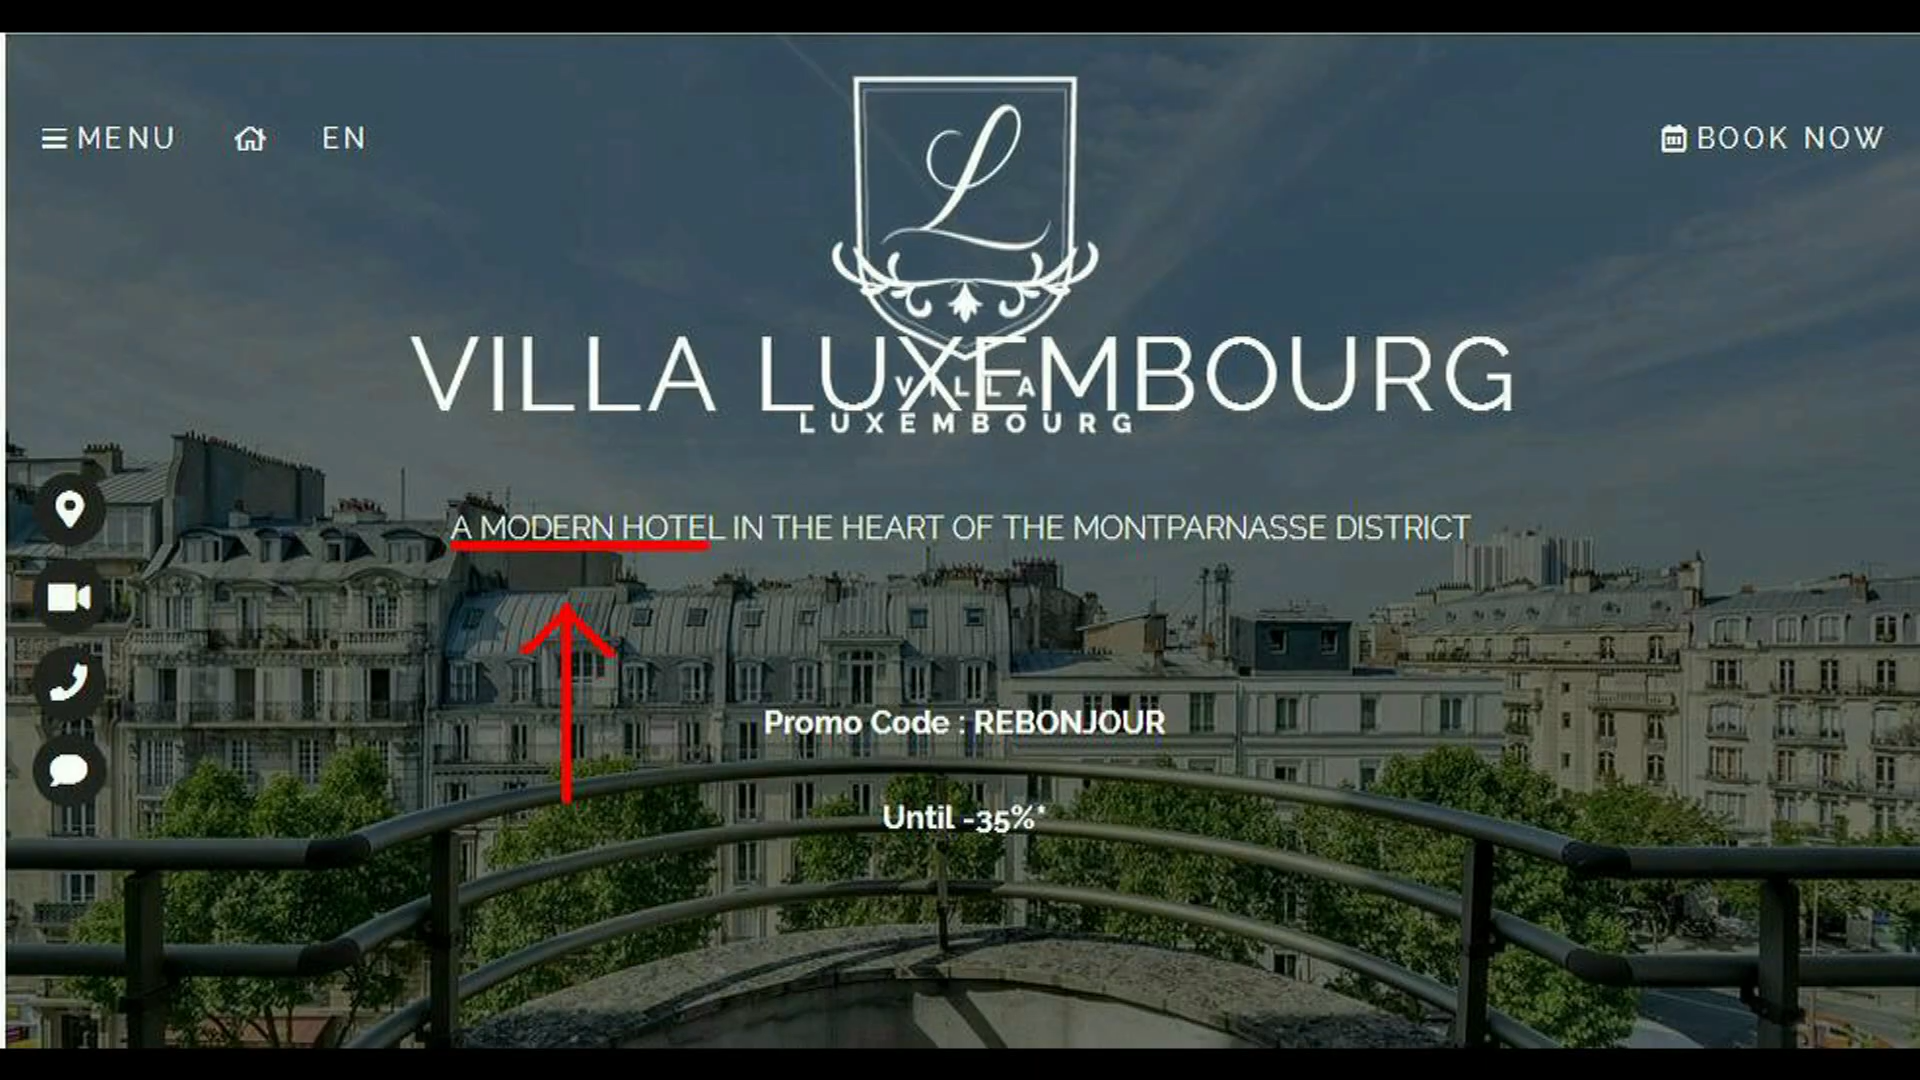 MENU
EN
BOOK NOW
L
VILLA LUXEMBOURG
VILLA
LUXEMBOURG
A MODERN HOTEL IN THE HEART OF THE MONTPARNASSE DISTRICT
Promo Code : REBONJOUR
Until -35%*